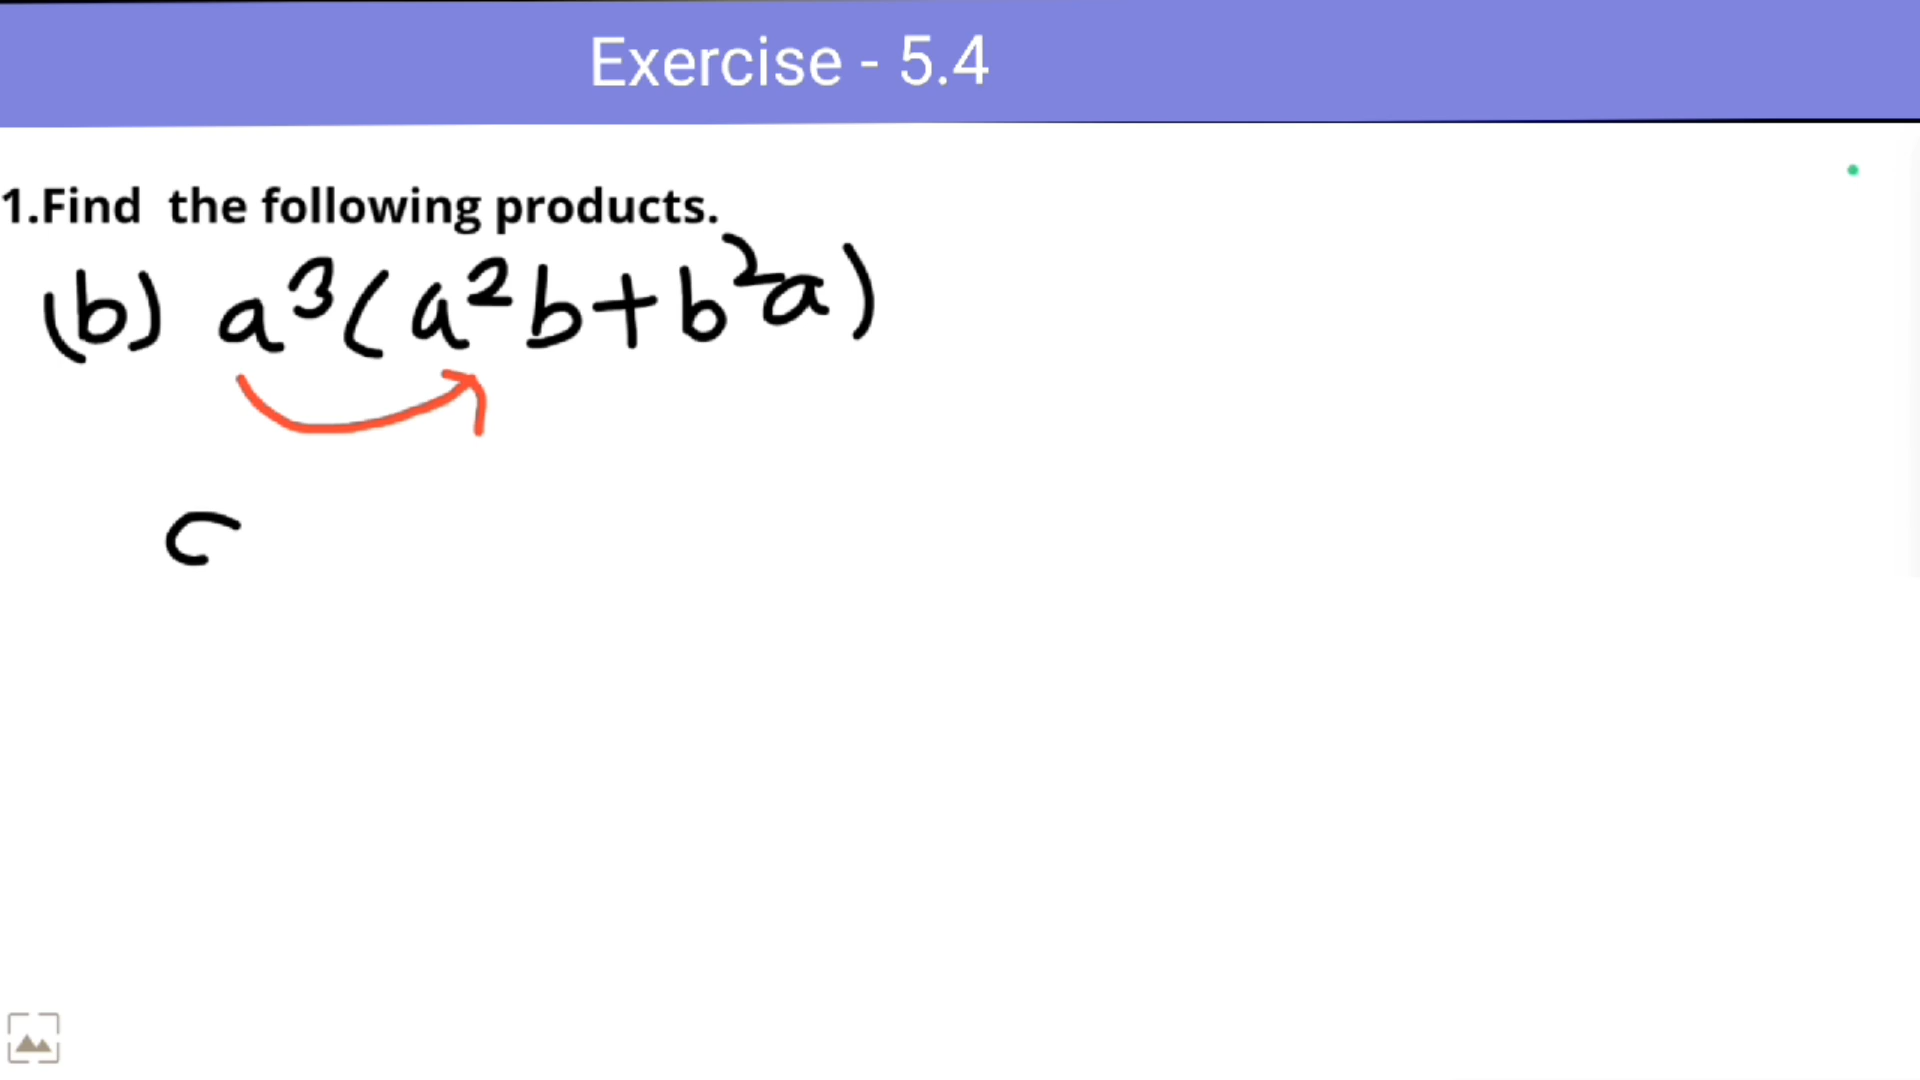 Exercise - 5.4
1.Find the following products.
(b) a³(a²b+b²a)